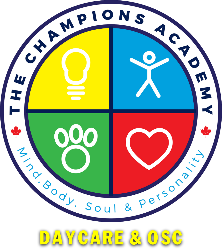 THE CHAMPIONS ACADEMY
Mind, Body, Soul & Personality
DAYCARE & OSC